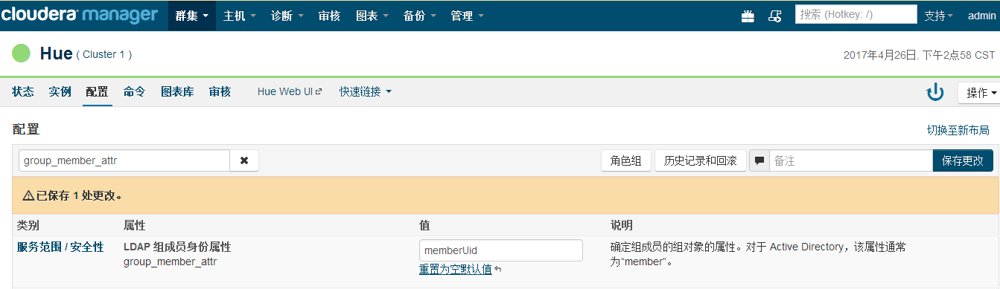 cloudera manager 群集 主机 诊断 审核 图表 备份 管理 搜索 (Hotkey: /) 支持 admin
Hue ( Cluster 1 ) 2017年4月26日, 下午2点58 CST
状态 实例 配置 命令 图表库 审核 Hue Web UI 快速链接 操作
配置 切换至新布局
group_member_attr 角色组 历史记录和回滚 备注 保存更改
已保存 1 处更改。
类别 属性 值 说明
服务范围 / 安全性 LDAP 组成员身份属性 memberUid 确定组成员的组对象的属性。对于 Active Directory，该属性通常
group_member_attr 重置为空默认值 为“member”。